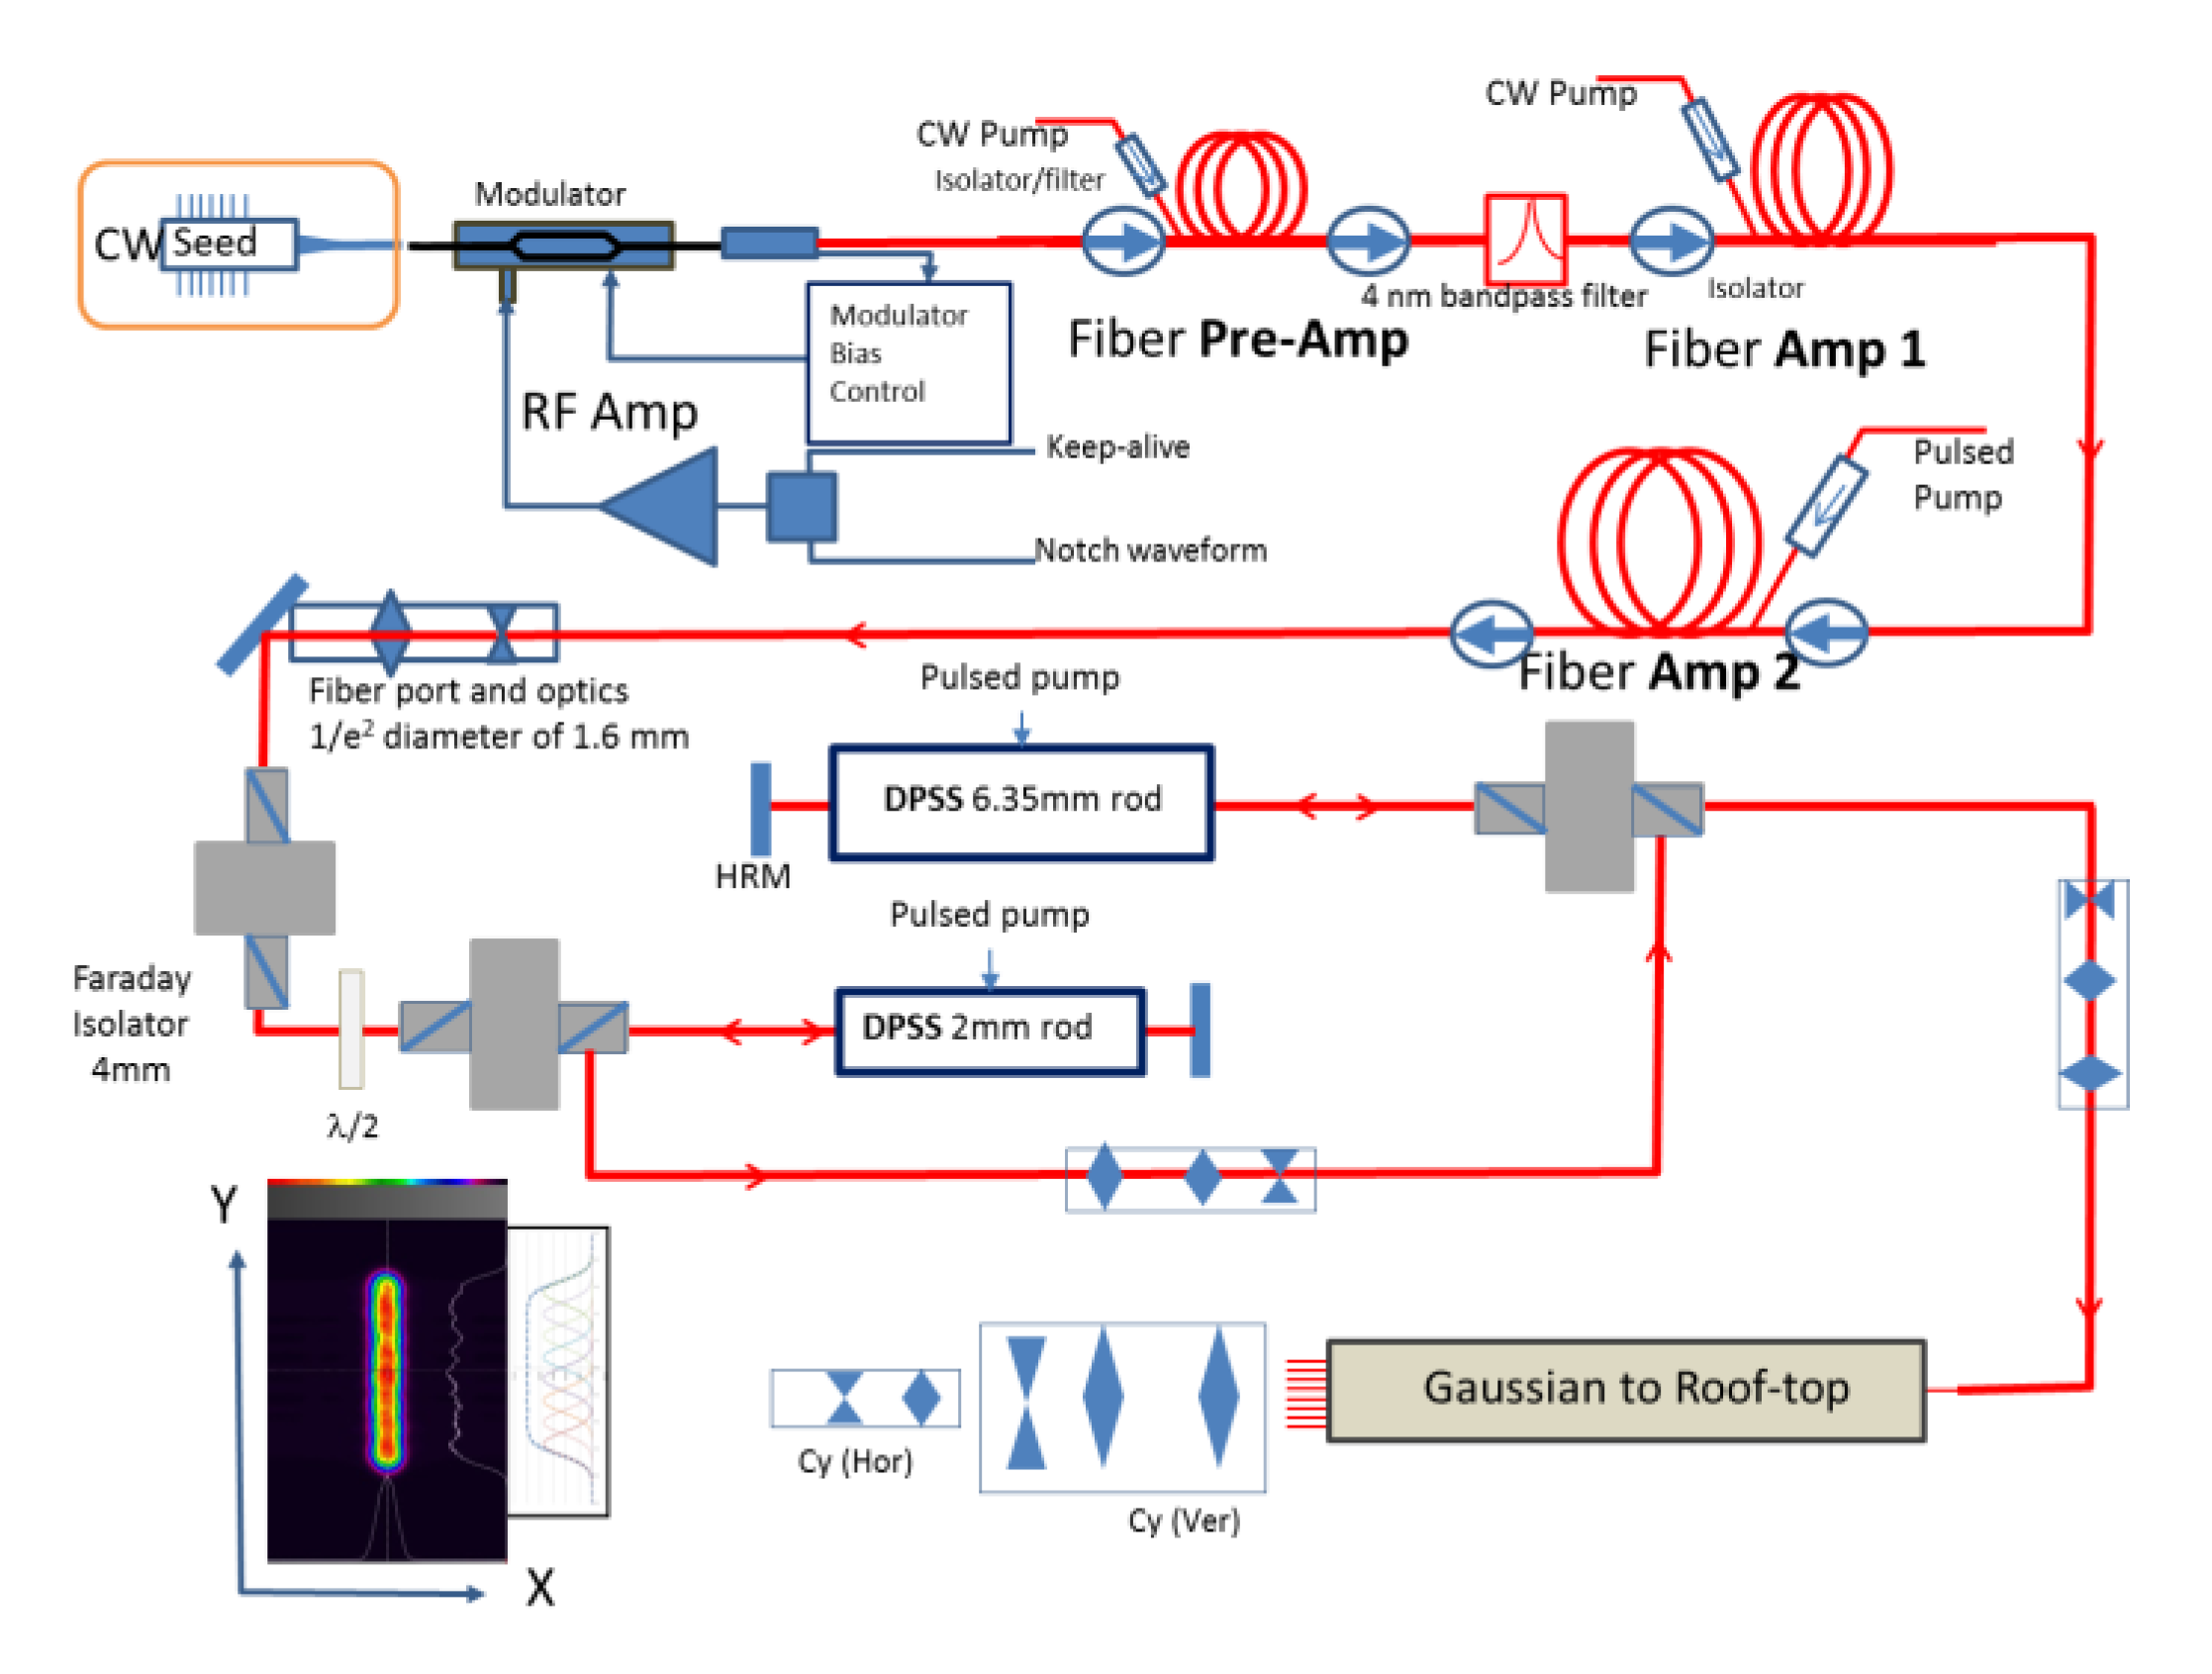 CW Pump
CW Pump
Isolator/filter
Modulator
CW Seed
4 nm bandpass filter
Isolator
Modulator
Bias
Control
Fiber Pre-Amp
Fiber Amp 1
RF Amp
Keep-alive
Pulsed
Pump
Notch waveform
Fiber Amp 2
Fiber port and optics
1/e² diameter of 1.6 mm
Pulsed pump
DPSS 6.35mm rod
HRM
Pulsed pump
Faraday
Isolator
4mm
DPSS 2mm rod
λ/2
Y
Gaussian to Roof-top
Cy (Hor)
Cy (Ver)
X